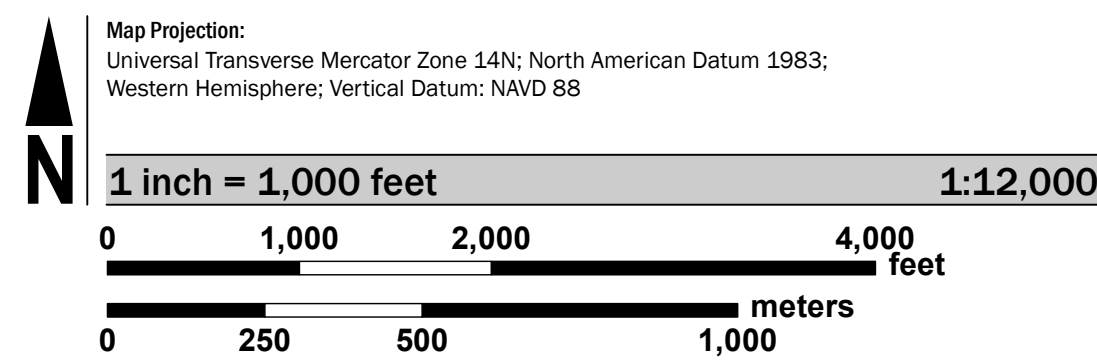 Map Projection:
Universal Transverse Mercator Zone 14N; North American Datum 1983;
Western Hemisphere; Vertical Datum: NAVD 88
N
1 inch = 1,000 feet 1:12,000
0 1,000 2,000 4,000
feet
meters
0 250 500 1,000